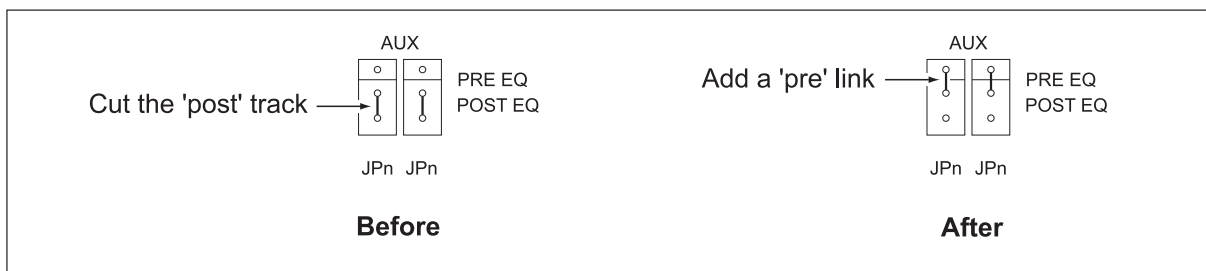 AUX
PRE EQ
Cut the 'post' track
POST EQ
JPn JPn
Before
AUX
Add a 'pre' link
PRE EQ
POST EQ
JPn JPn
After